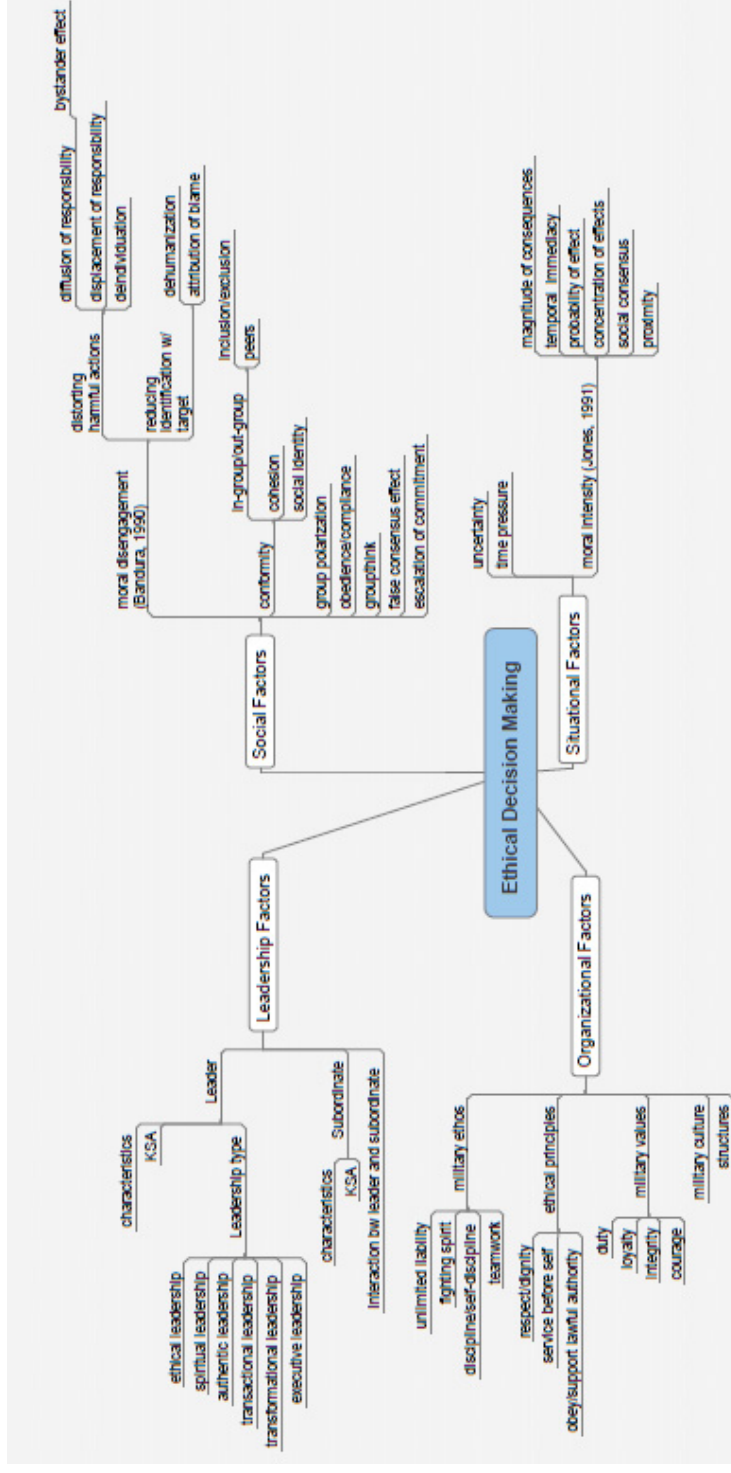 Ethical Decision Making
Leadership Factors
Leader
characteristics
KSA
Leadership type
ethical leadership
spiritual leadership
authentic leadership
transactional leadership
transformational leadership
executive leadership
Subordinate
characteristics
KSA
Interaction bw leader and subordinate
Social Factors
moral disengagement
(Bandura, 1990)
distorting
harmful actions
diffusion of responsibility
bystander effect
displacement of responsibility
deindividuation
reducing
identification w/
target
dehumanization
attribution of blame
conformity
In-group/out-group
Inclusion/exclusion
peers
cohesion
social identity
group polarization
obedience/compliance
groupthink
false consensus effect
escalation of commitment
Organizational Factors
military ethos
unlimited liability
fighting spirit
discipline/self-discipline
teamwork
ethical principles
respect/dignity
service before self
obey/support lawful authority
military values
duty
loyalty
Integrity
courage
military culture
structures
Situational Factors
uncertainty
time pressure
moral Intensity (Jones, 1991)
magnitude of consequences
temporal Immediacy
probability of effect
concentration of effects
social consensus
proximity